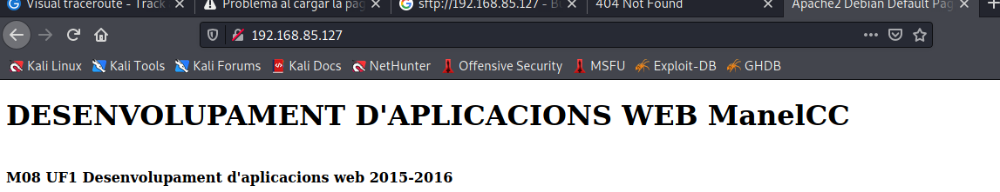 Visual traceroute - Track
Problema al cargar la pag
sftp://192.168.85.127 - B
404 Not Found
Apache2 Debian Default Pag
192.168.85.127
Kali Linux
Kali Tools
Kali Forums
Kali Docs
NetHunter
Offensive Security
MSFU
Exploit-DB
GHDB
DESENVOLUPAMENT D'APLICACIONS WEB ManelCC
M08 UF1 Desenvolupament d'aplicacions web 2015-2016